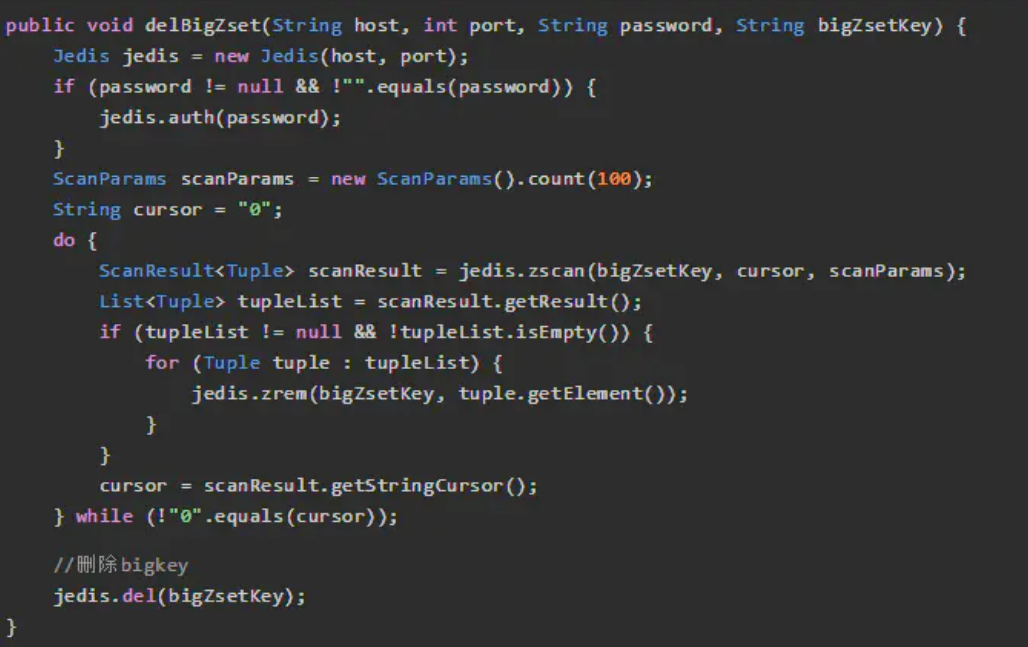 public void delBigZset(String host, int port, String password, String bigZsetKey) {
    Jedis jedis = new Jedis(host, port);
    if (password != null && !"".equals(password)) {
        jedis.auth(password);
    }
    ScanParams scanParams = new ScanParams().count(100);
    String cursor = "0";
    do {
        ScanResult<Tuple> scanResult = jedis.zscan(bigZsetKey, cursor, scanParams);
        List<Tuple> tupleList = scanResult.getResult();
        if (tupleList != null && !tupleList.isEmpty()) {
            for (Tuple tuple : tupleList) {
                jedis.zrem(bigZsetKey, tuple.getElement());
            }
        }
        cursor = scanResult.getStringCursor();
    } while (!"0".equals(cursor));
    //删除bigkey
    jedis.del(bigZsetKey);
}